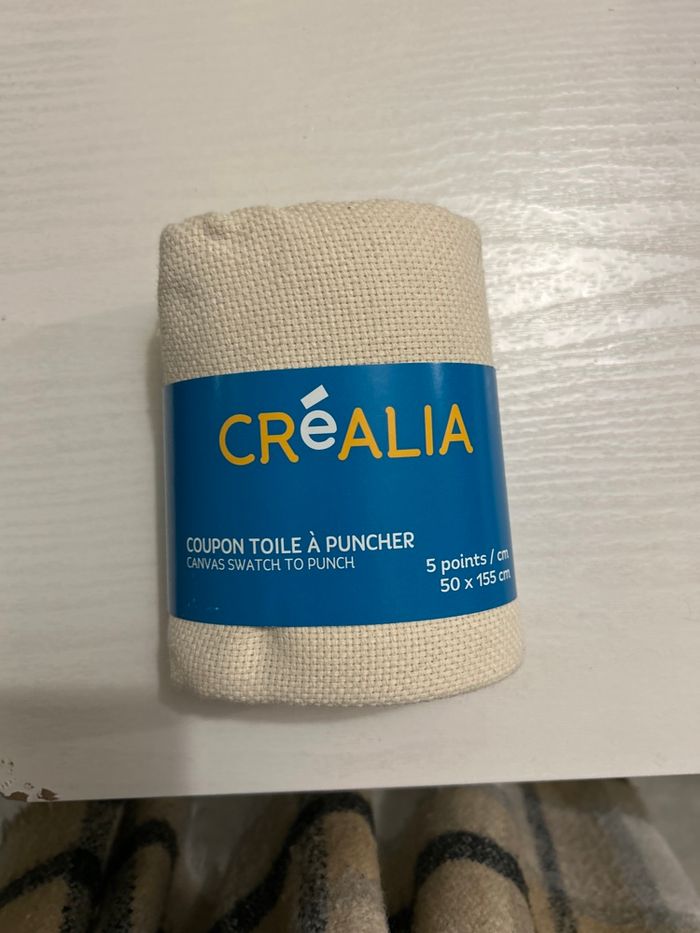 CRéALIA
COUPON TOILE À PUNCHER
CANVAS SWATCH TO PUNCH
5 points / cm
50 x 155 cm